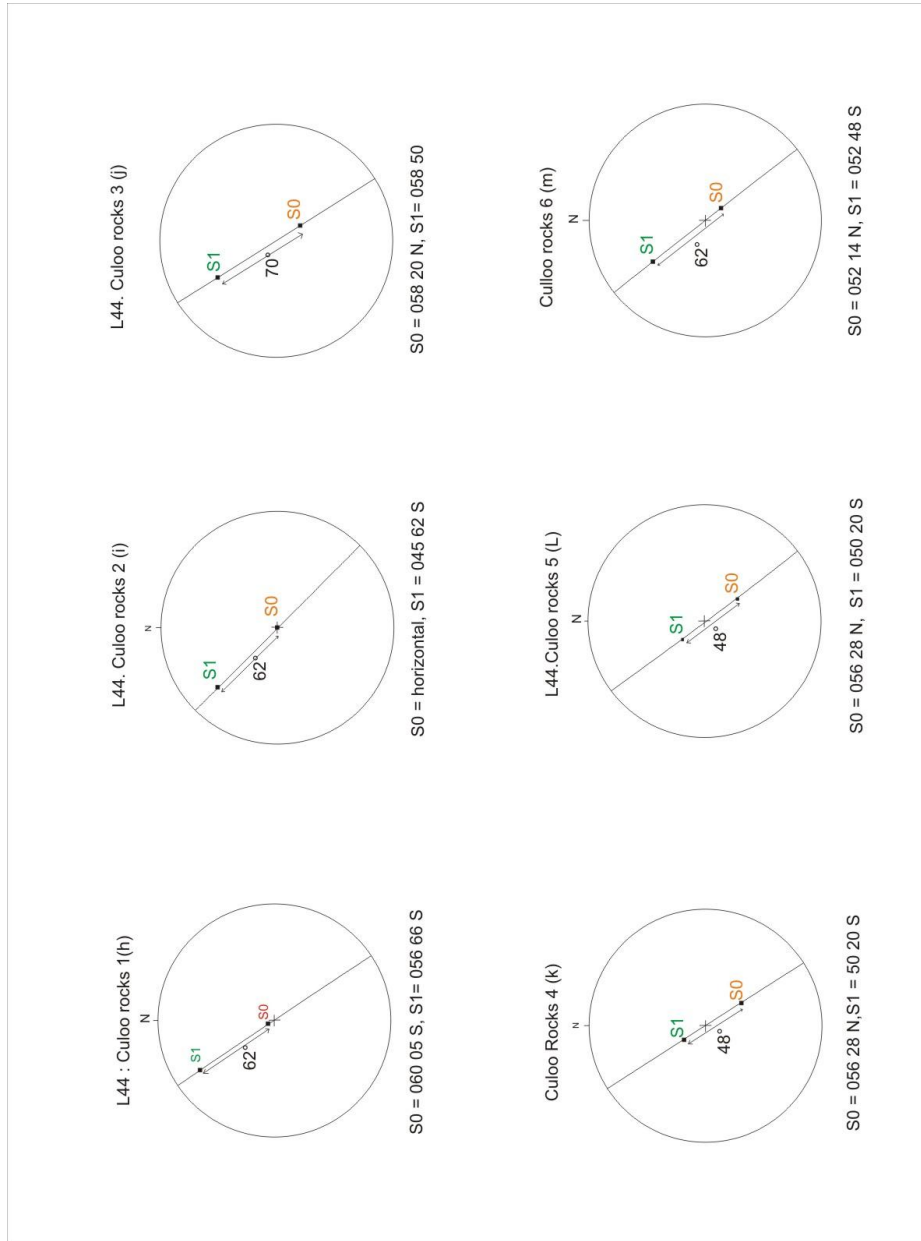 L44 : Culoo rocks 1(h)
N
S1
S0
62°
S0 = 060 05 S, S1= 056 66 S
L44. Culoo rocks 2 (i)
N
S1
S0
62°
S0 = horizontal, S1 = 045 62 S
L44. Culoo rocks 3 (j)
S1
S0
70°
S0 = 058 20 N, S1= 058 50
Culoo Rocks 4 (k)
N
S1
48°
S0
S0 = 056 28 N,S1 = 50 20 S
L44.Culoo rocks 5 (L)
N
S1
48°
S0
S0 = 056 28 N, S1 = 050 20 S
Culloo rocks 6 (m)
N
S1
62°
S0
S0 = 052 14 N, S1 = 052 48 S